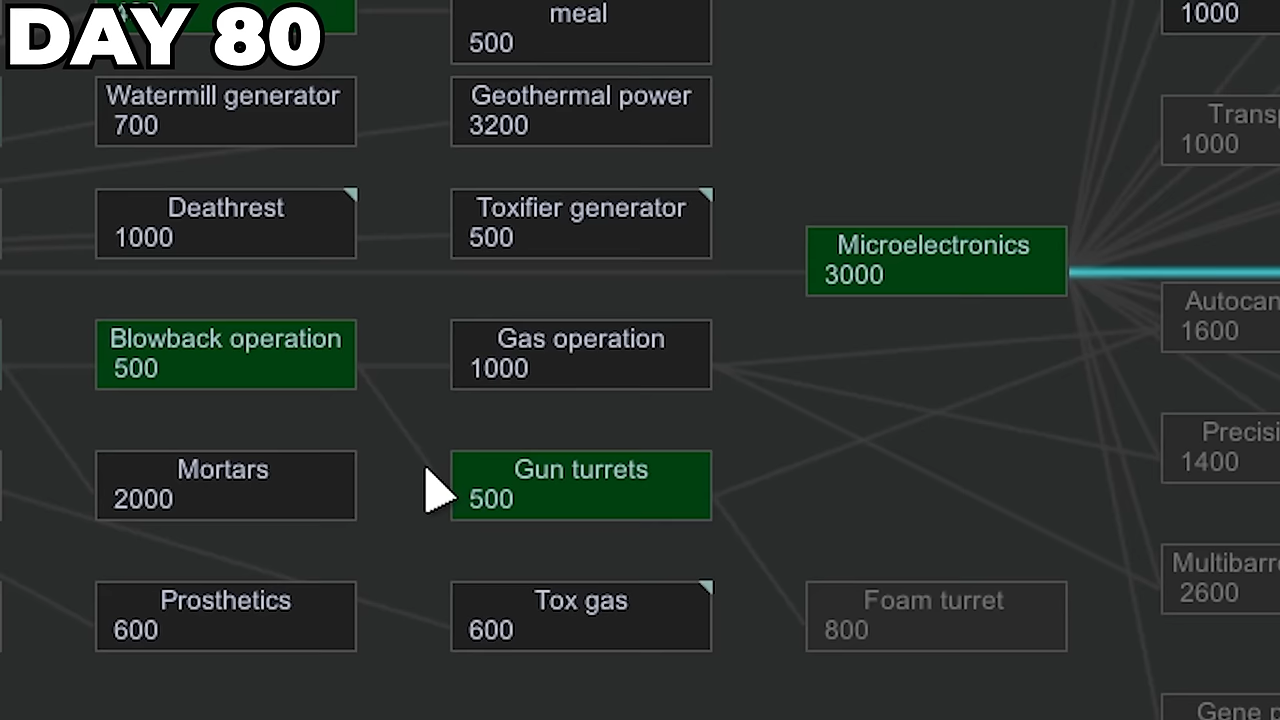 DAY 80
meal
500
1000
Watermill generator
700
Geothermal power
3200
1000
Deathrest
1000
Toxifier generator
500
Microelectronics
3000
1600
Blowback operation
500
Gas operation
1000
Mortars
2000
Gun turrets
500
1400
Prosthetics
600
Tox gas
600
Foam turret
800
2600
Gene